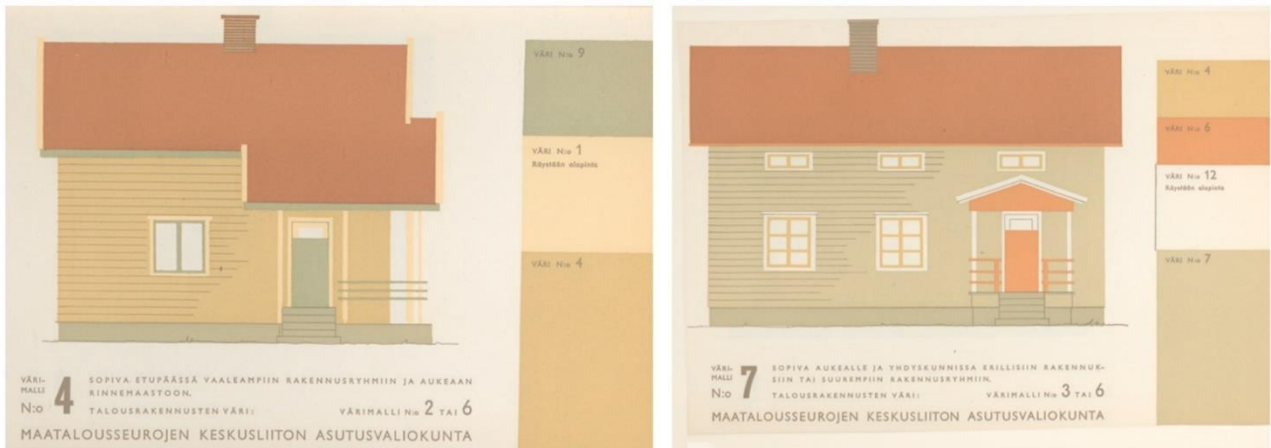 VÄRI N:o 9
VÄRI N:o 1
Räystään alapinta
VÄRI N:o 4
VÄRI-
MALLI
N:o 4
SOPIVA ETUPÄÄSSÄ VAALEAMPIIN RAKENNUSRYHMIIN JA AUKEAAN
RINNEMAASTOON.
TALOUSRAKENNUSTEN VÄRI: VÄRIMALLI N:o 2 TAI 6
MAATALOUSSEUROJEN KESKUSLIITON ASUTUSVALIOKUNTA
VÄRI N:o 4
VÄRI N:o 6
VÄRI N:o 12
Räystään alapinta
VÄRI N:o 7
VÄRI-
MALLI
N:o 7
SOPIVA AUKEALLE JA YHDYSKUNNISSA ERILLISIIN RAKENNUK-
SIIN TAI SUUREMPIIN RAKENNUSRYHMIIN.
TALOUSRAKENNUSTEN VÄRI: VÄRIMALLI N:o 3 TAI 6
MAATALOUSSEUROJEN KESKUSLIITON ASUTUSVALIOKUNTA